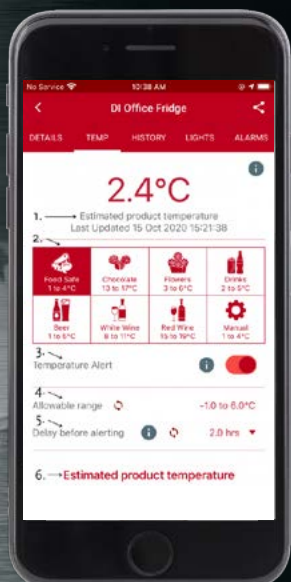 No Service 10:38 AM
DI Office Fridge
DETAILS TEMP HISTORY LIGHTS ALARMS
2.4°C
1. Estimated product temperature
Last Updated 15 Oct 2020 15:21:38
2.
Food Safe Chocolate Flowers Drinks
1 to 4°C 13 to 17°C 3 to 6°C 2 to 5°C
Beer White Wine Red Wine Manual
1 to 6°C 8 to 11°C 15 to 19°C 1 to 4°C
3.
Temperature Alert
4.
Allowable range -1.0 to 6.0°C
5.
Delay before alerting 2.0 hrs
6. Estimated product temperature